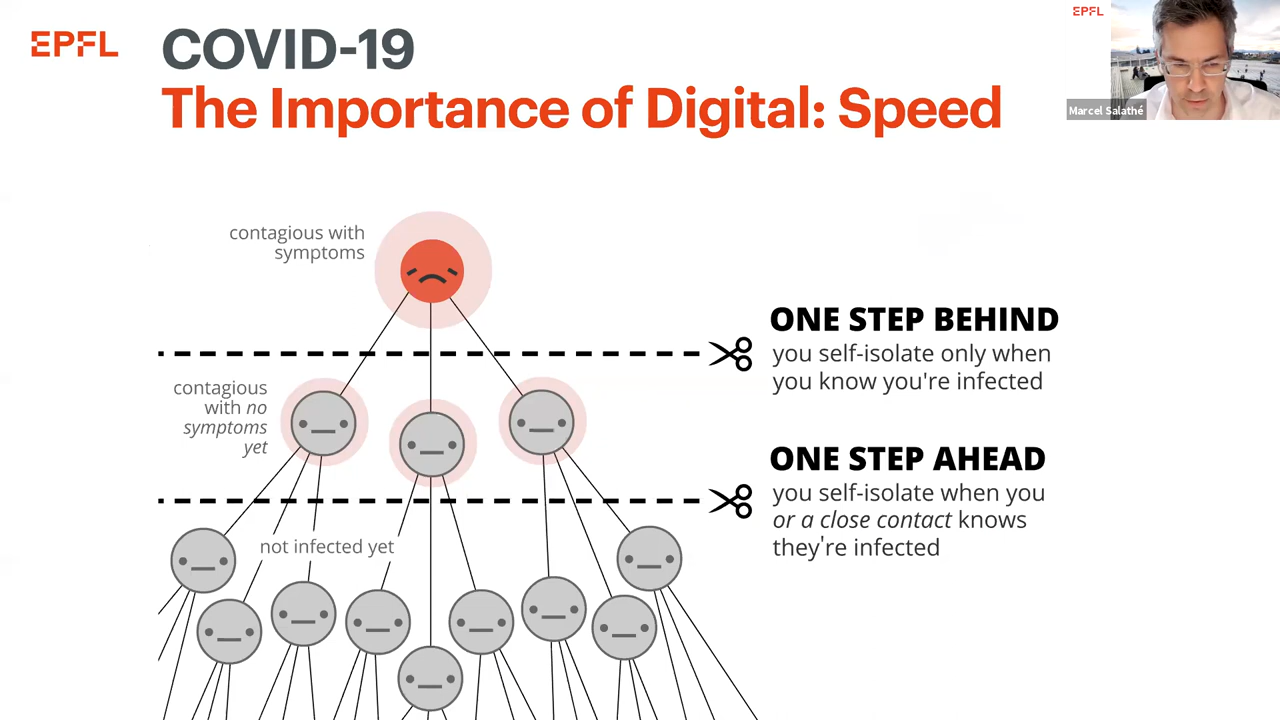 EPFL
COVID-19
The Importance of Digital: Speed
EPFL
Marcel Salathé
contagious with
symptoms
ONE STEP BEHIND
you self-isolate only when
you know you're infected
contagious
with no
symptoms
yet
ONE STEP AHEAD
you self-isolate when you
or a close contact knows
they're infected
not infected yet